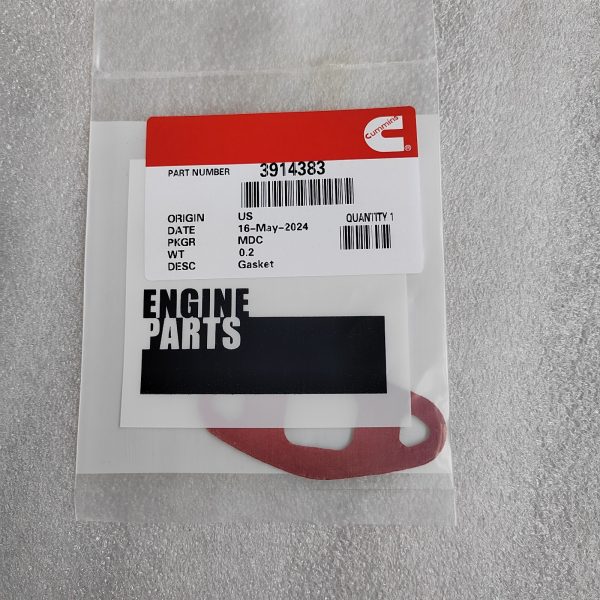 Cummins
®
PART NUMBER 3914383
ORIGIN US QUANTITY 1
DATE 16-May-2024
PKGR MDC
WT 0.2
DESC Gasket
ENGINE
PARTS